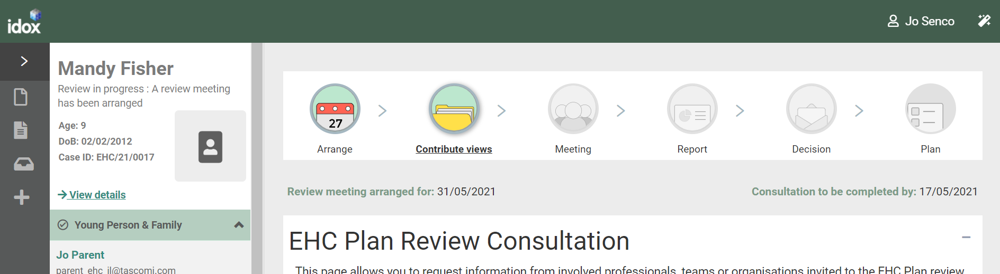 idox
Jo Senco
Mandy Fisher
Review in progress : A review meeting
has been arranged
Age: 9
DoB: 02/02/2012
Case ID: EHC/21/0017
View details
Young Person & Family
Jo Parent
parent_ehc_il@tascomi.com
27
Arrange
Contribute views
Meeting
Report
Decision
Plan
Review meeting arranged for: 31/05/2021
Consultation to be completed by: 17/05/2021
EHC Plan Review Consultation
This page allows you to request information from involved professionals, teams or organisations invited to the EHC Plan review